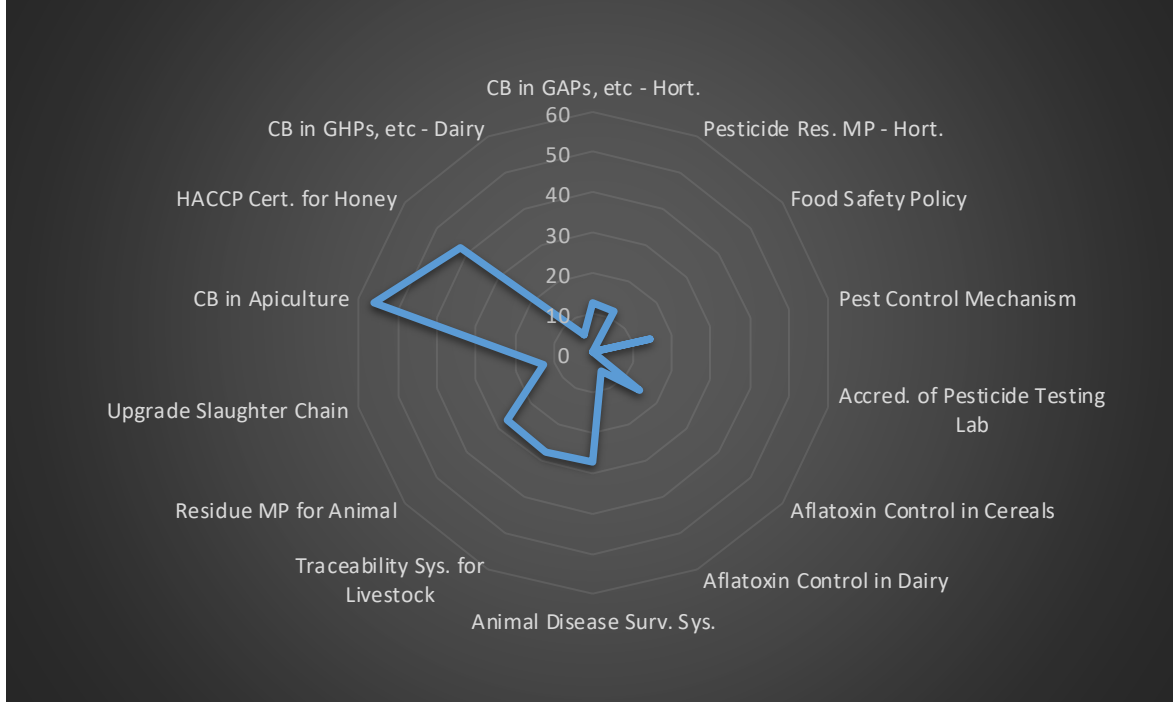 CB in GAPs, etc - Hort.
Pesticide Res. MP - Hort.
Food Safety Policy
Pest Control Mechanism
Accred. of Pesticide Testing
Lab
Aflatoxin Control in Cereals
Aflatoxin Control in Dairy
Animal Disease Surv. Sys.
Traceability Sys. for
Livestock
Residue MP for Animal
Upgrade Slaughter Chain
CB in Apiculture
HACCP Cert. for Honey
CB in GHPs, etc - Dairy
60
50
40
30
20
10
0